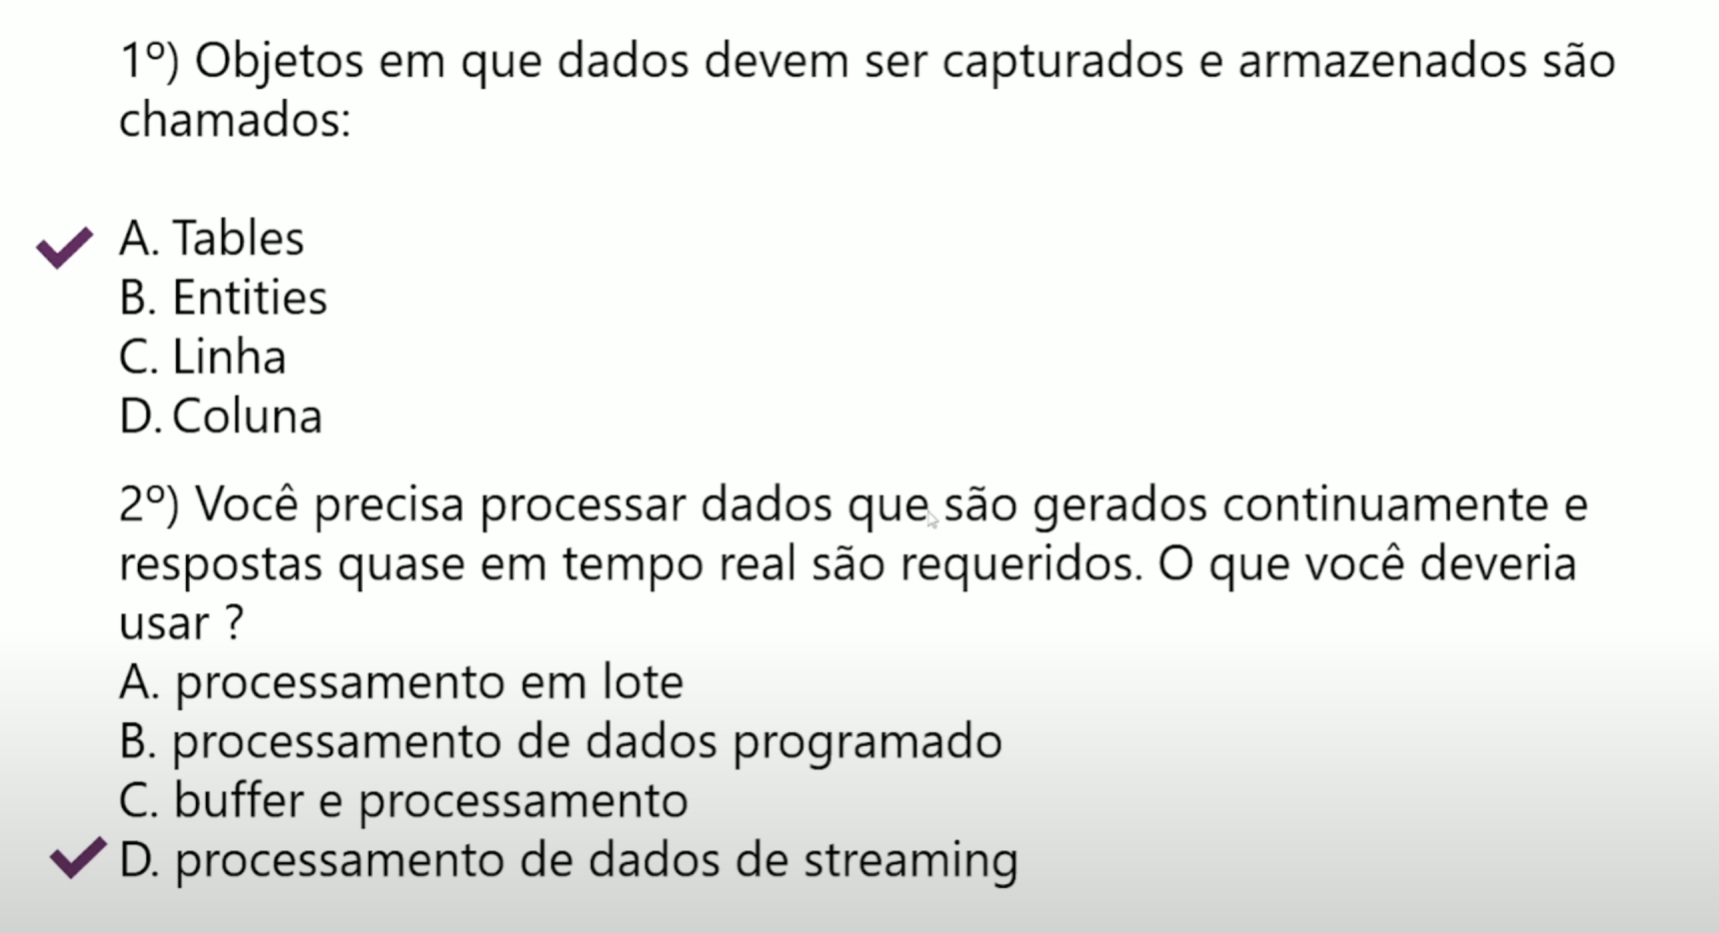 1º) Objetos em que dados devem ser capturados e armazenados são
chamados:
A. Tables
B. Entities
C. Linha
D. Coluna
2º) Você precisa processar dados que são gerados continuamente e
respostas quase em tempo real são requeridos. O que você deveria
usar ?
A. processamento em lote
B. processamento de dados programado
C. buffer e processamento
D. processamento de dados de streaming